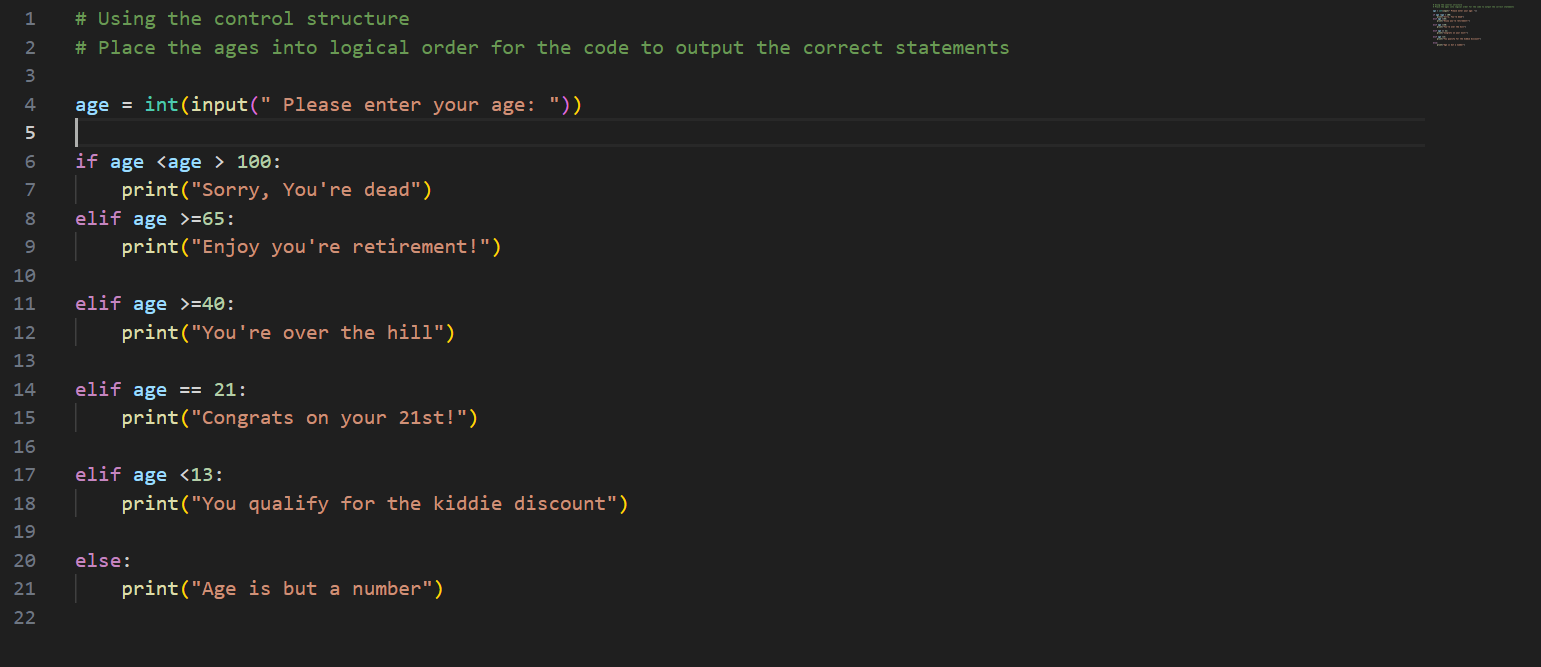 1 # Using the control structure
2 # Place the ages into logical order for the code to output the correct statements
3
4 age = int(input(" Please enter your age: "))
5
6 if age <age > 100:
7     print("Sorry, You're dead")
8 elif age >=65:
9     print("Enjoy you're retirement!")
10
11 elif age >=40:
12     print("You're over the hill")
13
14 elif age == 21:
15     print("Congrats on your 21st!")
16
17 elif age <13:
18     print("You qualify for the kiddie discount")
19
20 else:
21     print("Age is but a number")
22